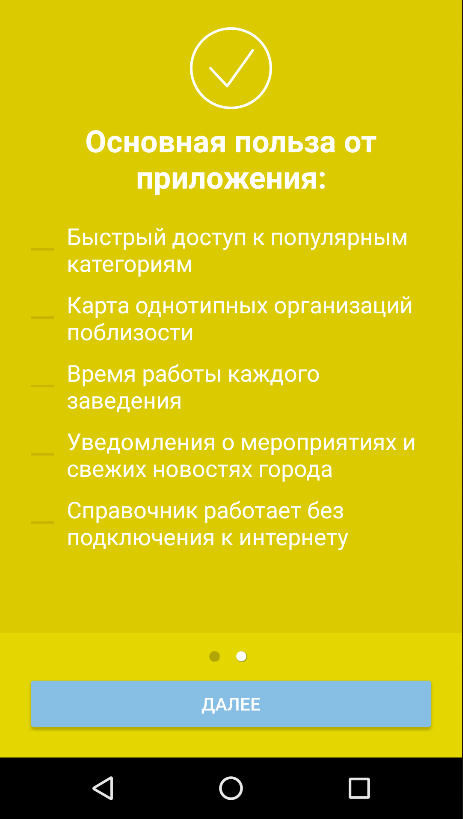 Основная польза от
приложения:
Быстрый доступ к популярным
категориям
Карта однотипных организаций
поблизости
Время работы каждого
заведения
Уведомления о мероприятиях и
свежих новостях города
Справочник работает без
подключения к интернету
ДАЛЕЕ